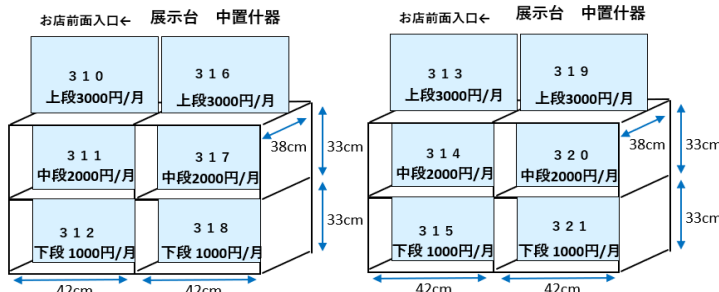 お店前面入口← 展示台 中置什器
310
上段3000円/月
316
上段3000円/月
311
中段2000円/月
317
中段2000円/月
312
下段 1000円/月
318
下段 1000円/月
38cm
33cm
33cm
42cm
42cm
お店前面入口← 展示台 中置什器
313
上段3000円/月
319
上段3000円/月
314
中段2000円/月
320
中段2000円/月
315
下段 1000円/月
321
下段 1000円/月
38cm
33cm
33cm
42cm
42cm